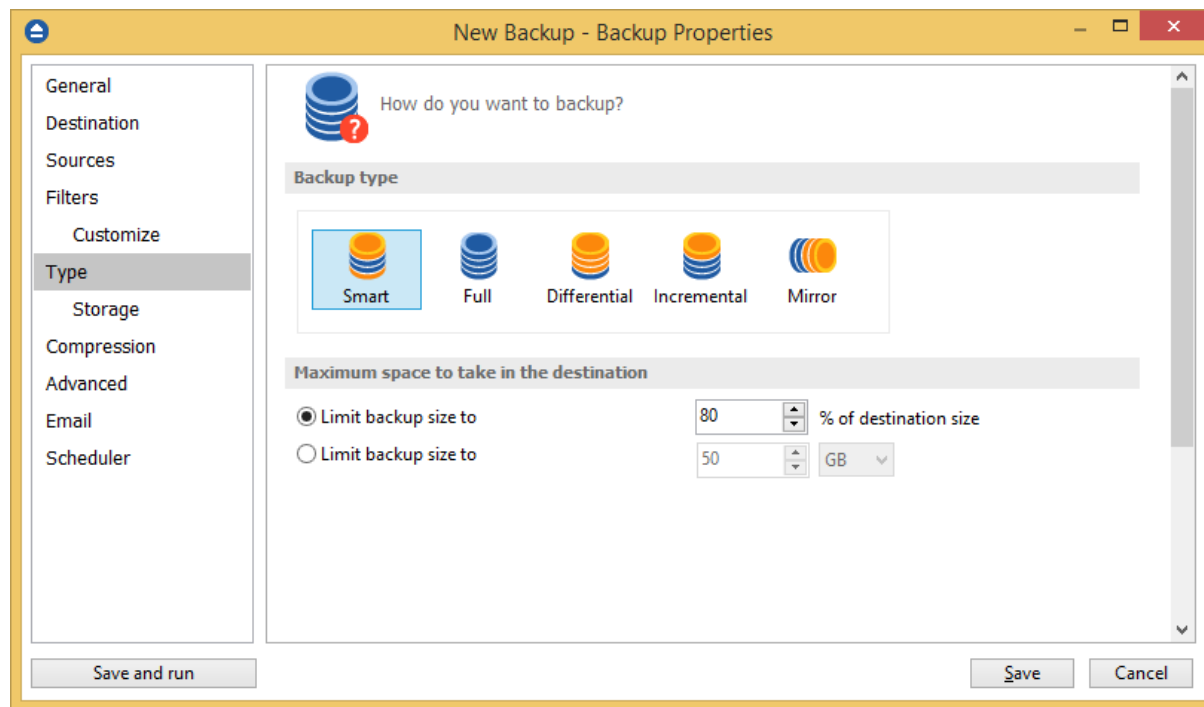 New Backup - Backup Properties
General
Destination
Sources
Filters
Customize
Type
Storage
Compression
Advanced
Email
Scheduler
How do you want to backup?
Backup type
Smart Full Differential Incremental Mirror
Maximum space to take in the destination
Limit backup size to 80 % of destination size
Limit backup size to 50 GB
Save and run Save Cancel